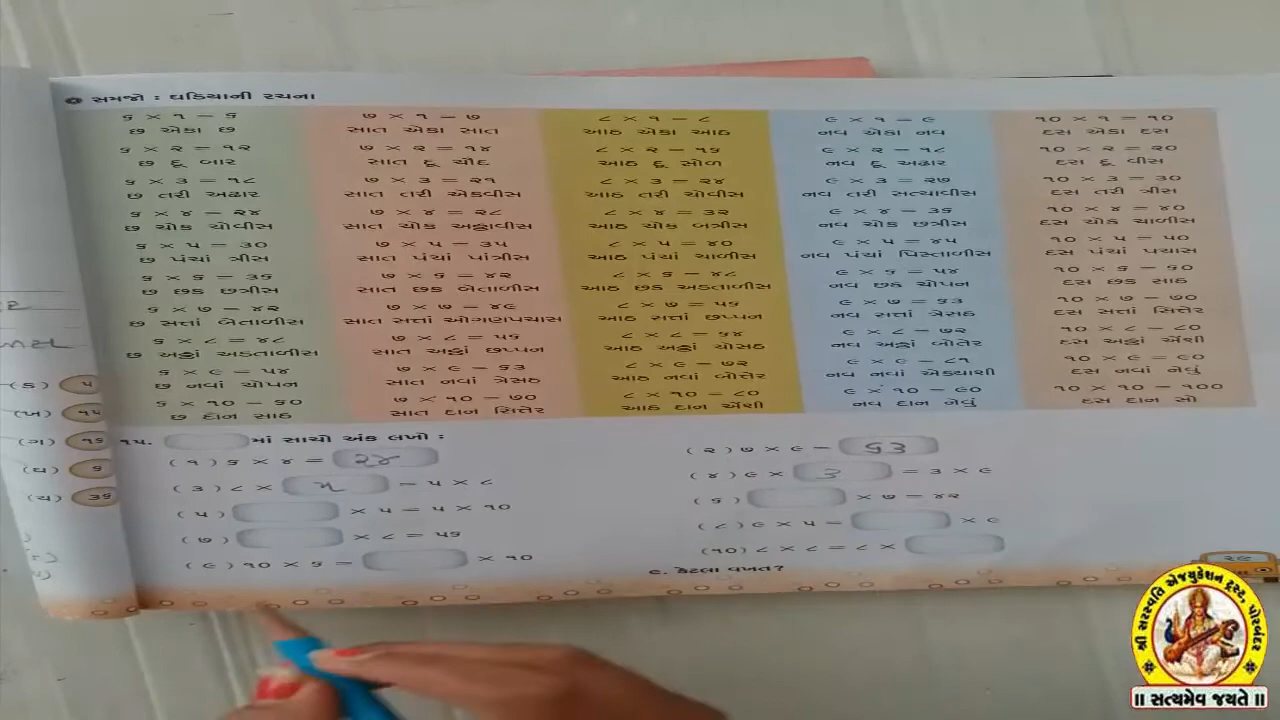 સમજો : ઘડિયાની રચના
૬ × ૧ = ૬
છ એકા છ
૬ × ૨ = ૧૨
છ દૂ બાર
૬ × ૩ = ૧૮
છ તરી અઢાર
૬ × ૪ = ૨૪
છ ચોક ચોવીસ
૬ × ૫ = ૩૦
છ પંચાં ત્રીસ
૬ × ૬ = ૩૬
છ છક છત્રીસ
૬ × ૭ = ૪૨
છ સત્તાં બેતાળીસ
૬ × ૮ = ૪૮
છ અઠ્ઠાં અડતાળીસ
૬ × ૯ = ૫૪
છ નવાં ચોપન
૬ × ૧૦ = ૬૦
છ દાન સાઠ
૭ × ૧ = ૭
સાત એકા સાત
૭ × ૨ = ૧૪
સાત દૂ ચૌદ
૭ × ૩ = ૨૧
સાત તરી એકવીસ
૭ × ૪ = ૨૮
સાત ચોક અઠ્ઠાવીસ
૭ × ૫ = ૩૫
સાત પંચાં પાંત્રીસ
૭ × ૬ = ૪૨
સાત છક બેતાળીસ
૭ × ૭ = ૪૯
સાત સત્તાં ઓગણપચાસ
૭ × ૮ = ૫૬
સાત અઠ્ઠાં છપ્પન
૭ × ૯ = ૬૩
સાત નવાં ત્રેસઠ
૭ × ૧૦ = ૭૦
સાત દાન સિત્તેર
૮ × ૧ = ૮
આઠ એકા આઠ
૮ × ૨ = ૧૬
આઠ દૂ સોળ
૮ × ૩ = ૨૪
આઠ તરી ચોવીસ
૮ × ૪ = ૩૨
આઠ ચોક બત્રીસ
૮ × ૫ = ૪૦
આઠ પંચાં ચાળીસ
૮ × ૬ = ૪૮
આઠ છક અડતાળીસ
૮ × ૭ = ૫૬
આઠ સત્તાં છપ્પન
૮ × ૮ = ૬૪
આઠ અઠ્ઠાં ચોસઠ
૮ × ૯ = ૭૨
આઠ નવાં બોંતેર
૮ × ૧૦ = ૮૦
આઠ દાન એંશી
૯ × ૧ = ૯
નવ એકા નવ
૯ × ૨ = ૧૮
નવ દૂ અઢાર
૯ × ૩ = ૨૭
નવ તરી સત્યાવીસ
૯ × ૪ = ૩૬
નવ ચોક છત્રીસ
૯ × ૫ = ૪૫
નવ પંચાં પિસ્તાળીસ
૯ × ૬ = ૫૪
નવ છક ચોપન
૯ × ૭ = ૬૩
નવ સત્તાં ત્રેસઠ
૯ × ૮ = ૭૨
નવ અઠ્ઠાં બોંતેર
૯ × ૯ = ૮૧
નવ નવાં એક્યાશી
૯ × ૧૦ = ૯૦
નવ દાન નેવું
૧૦ × ૧ = ૧૦
દસ એકા દસ
૧૦ × ૨ = ૨૦
દસ દૂ વીસ
૧૦ × ૩ = ૩૦
દસ તરી ત્રીસ
૧૦ × ૪ = ૪૦
દસ ચોક ચાળીસ
૧૦ × ૫ = ૫૦
દસ પંચાં પચાસ
૧૦ × ૬ = ૬૦
દસ છક સાઠ
૧૦ × ૭ = ૭૦
દસ સત્તાં સિત્તેર
૧૦ × ૮ = ૮૦
દસ અઠ્ઠાં એંશી
૧૦ × ૯ = ૯૦
દસ નવાં નેવું
૧૦ × ૧૦ = ૧૦૦
દસ દાન સો
(ક) ૫
(ખ) ૧૫
(ગ) ૧૬
(ઘ) ૬
(ચ) ૩૬
૧૫. માં સાચો અંક લખો :
(૧) ૬ × ૪ = ૨૪
(૨) ૭ × ૯ = ૬૩
(૩) ૮ × ૫ = ૫ × ૮
(૪) ૯ × ૩ = ૩ × ૯
(૫) × ૫ = ૫ × ૧૦
(૬) × ૭ = ૪૨
(૭) × ૮ = ૫૬
(૮) ૯ × ૫ = × ૯
(૯) ૧૦ × ૬ = × ૧૦
(૧૦) ૮ × ૮ = ૮ ×
૯. કેટલા વખત?
૨૯
શ્રી સરસ્વતિ એજયુકેશન ટ્રસ્ટ, પોરબંદર
॥ સત્યમેવ જયતે ॥